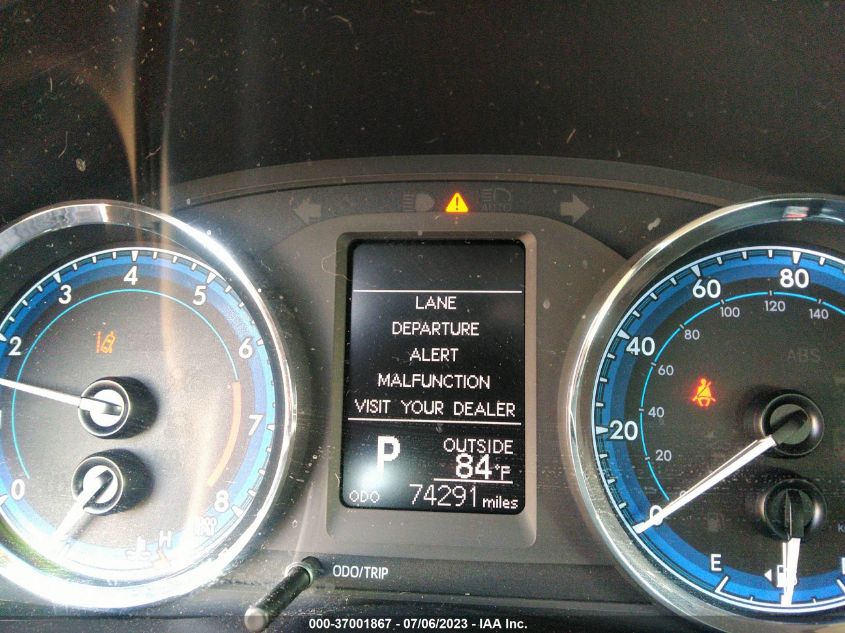 LANE
DEPARTURE
ALERT
MALFUNCTION
VISIT YOUR DEALER
P
OUTSIDE
84°F
ODO 74291 miles
ODO/TRIP
0
2
3
4
5
6
7
8
H
0
20
40
60
80
20
40
60
80
100
120
140
ABS
E
000-37001867 / 07/06/2023 - IAA Inc.